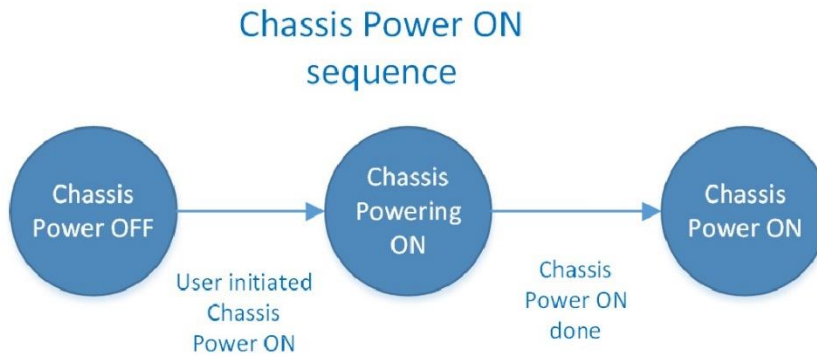 Chassis Power ON
sequence
Chassis
Power OFF
User initiated
Chassis
Power ON
Chassis
Powering
ON
Chassis
Power ON
done
Chassis
Power ON